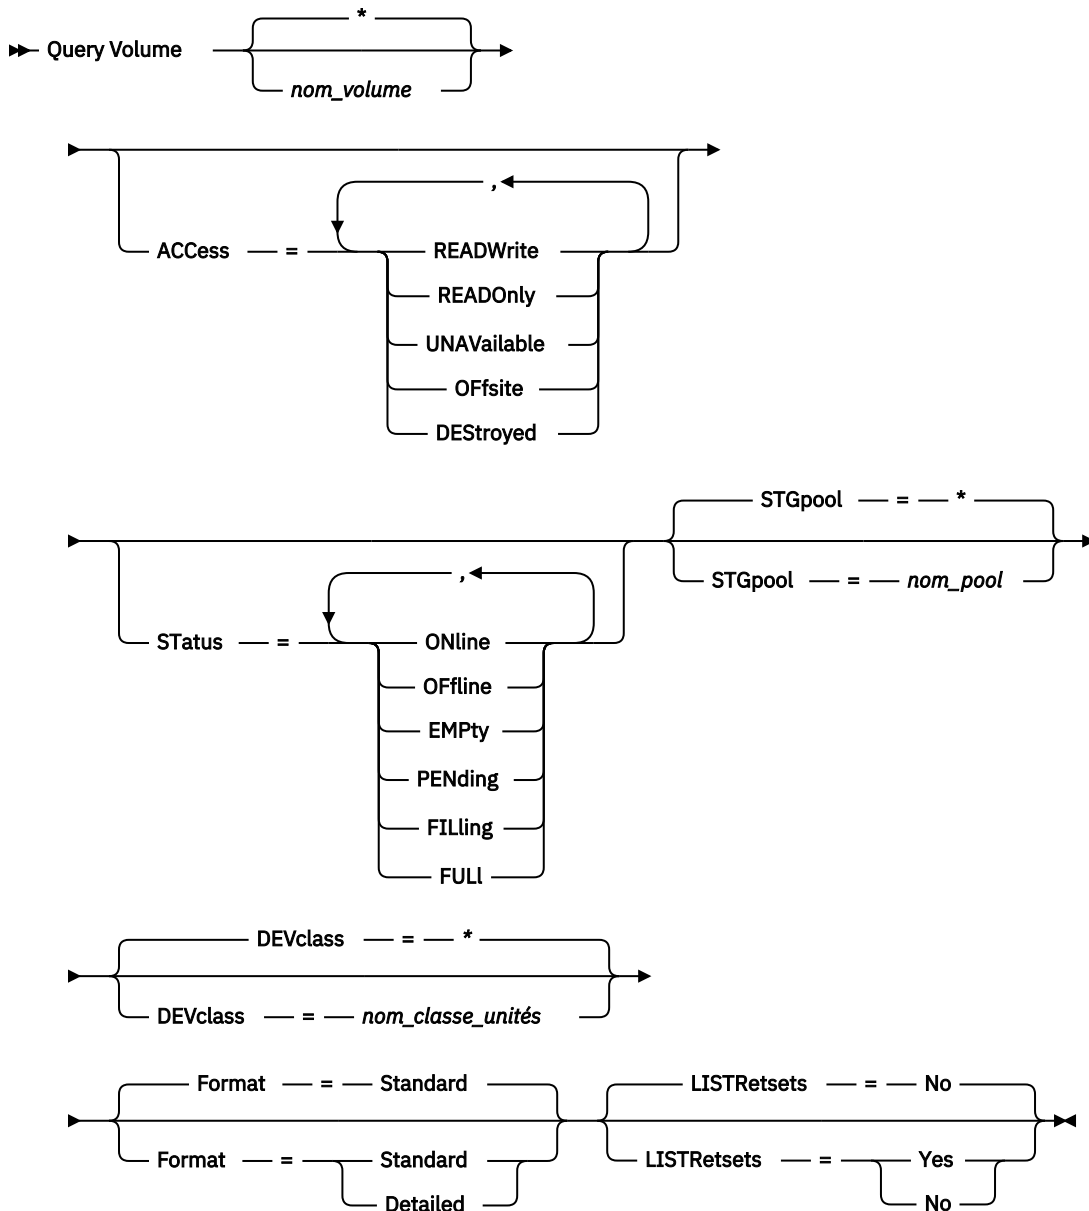 *
Query Volume
nom_volume
,
ACCess = READWrite
READOnly
UNAVailable
OFfsite
DEStroyed
STGpool = *
STGpool = nom_pool
,
STatus = ONline
OFfline
EMPty
PENding
FILling
FULl
DEVclass = *
DEVclass = nom_classe_unités
Format = Standard LISTRetsets = No
Format = Standard LISTRetsets = Yes
Detailed No